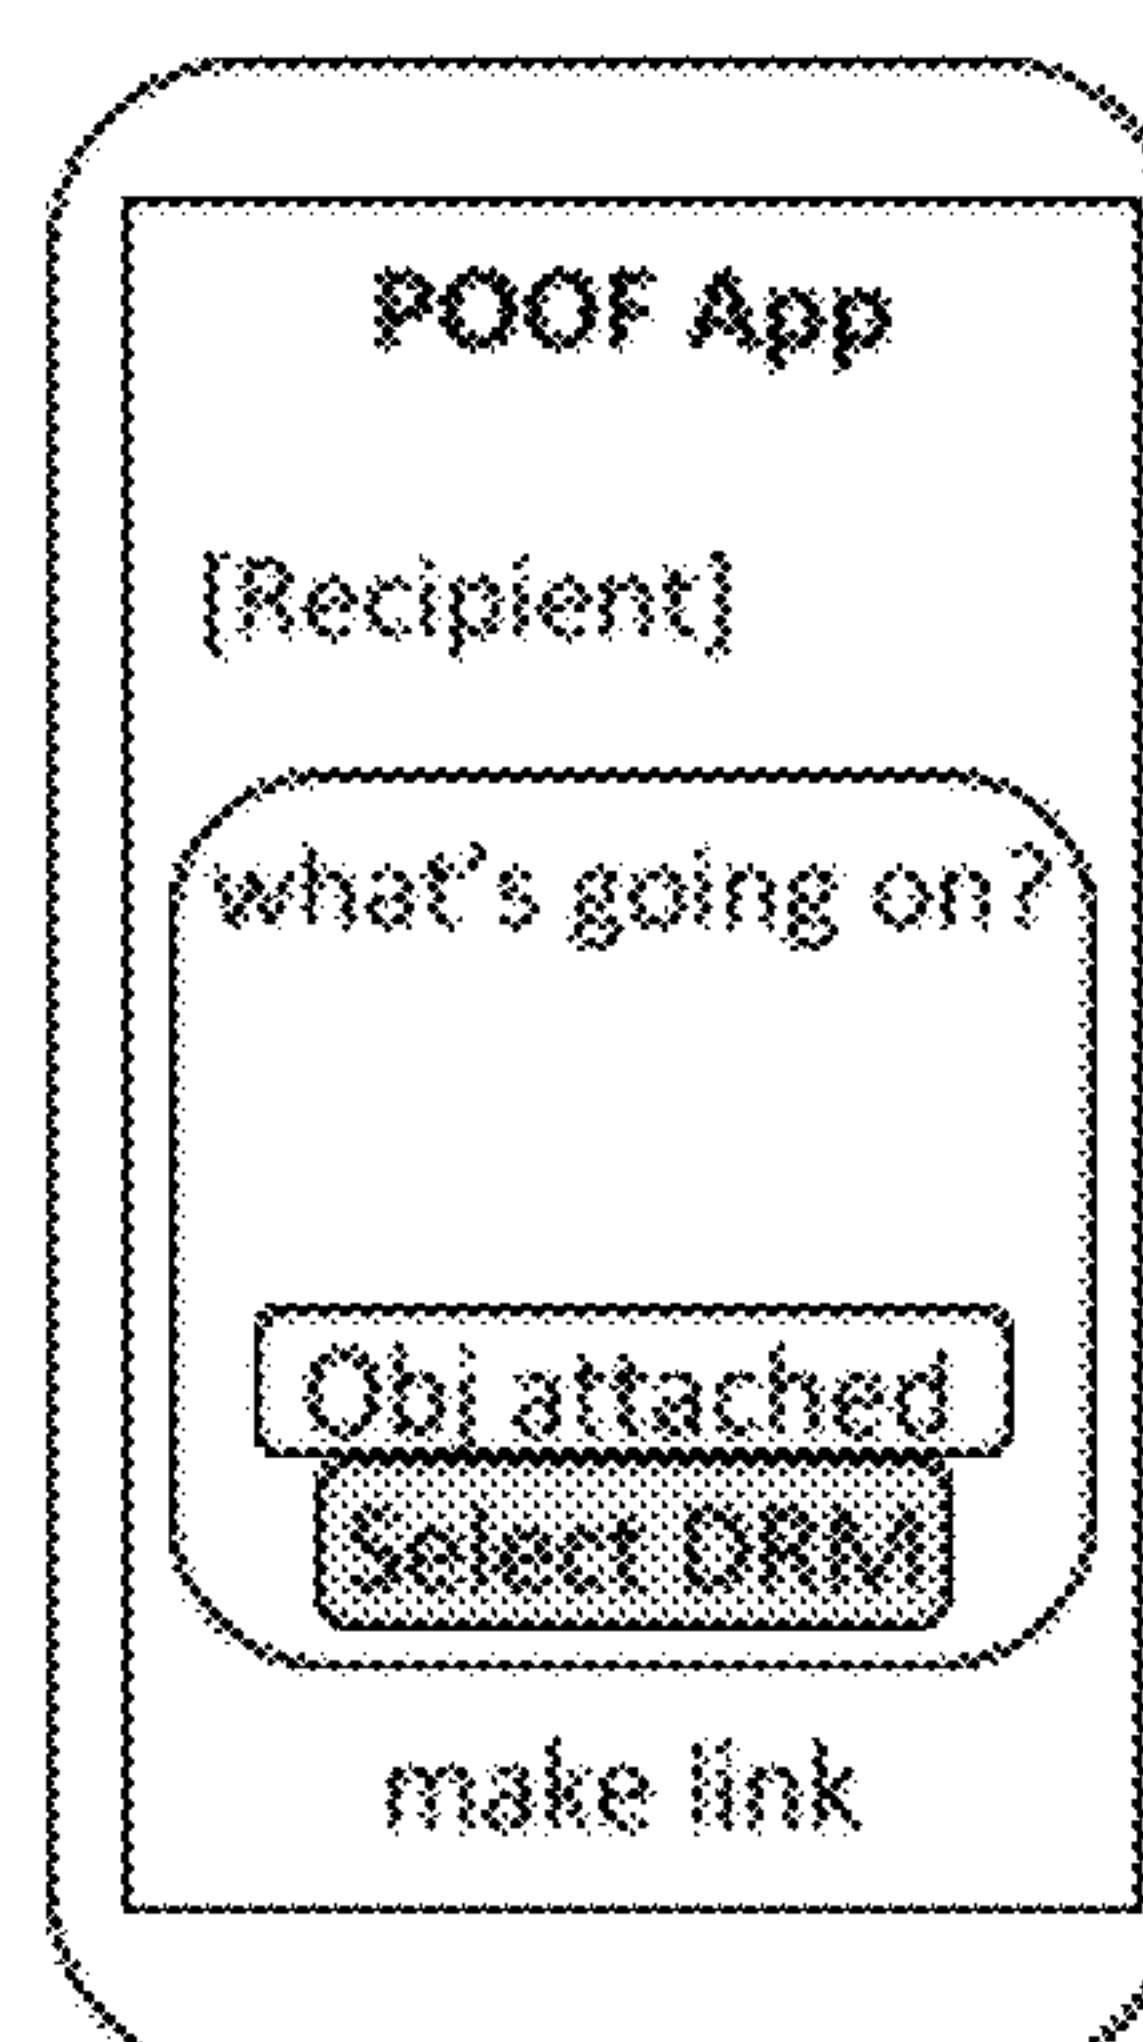 POOF App
[Recipient]
what's going on?
Obj attached
Select DRM
make link